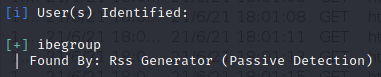 [i] User(s) Identified:
[+] ibegroup
| Found By: Rss Generator (Passive Detection)